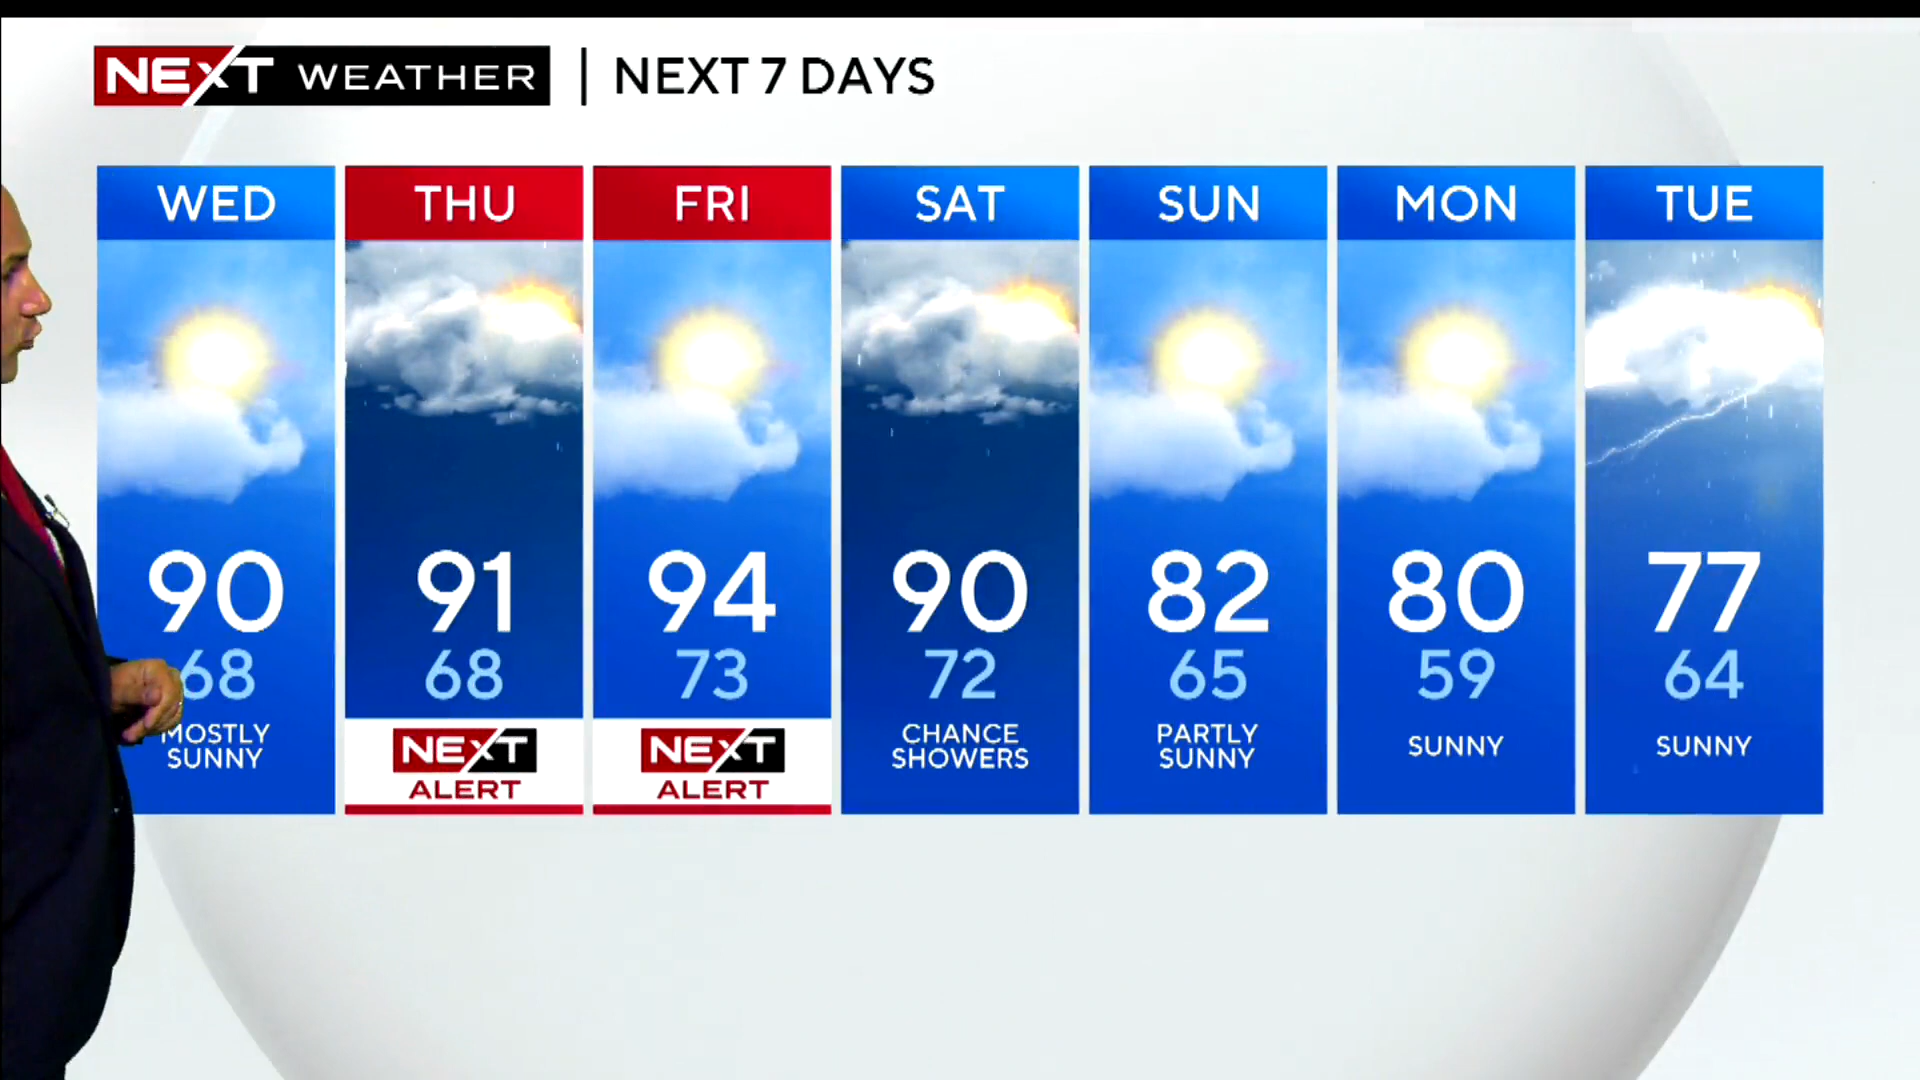 NEXT WEATHER | NEXT 7 DAYS
WED THU FRI SAT SUN MON TUE
90 91 94 90 82 80 77
68 68 73 72 65 59 64
MOSTLY
SUNNY
NEXT
ALERT
NEXT
ALERT
CHANCE
SHOWERS
PARTLY
SUNNY
SUNNY
SUNNY